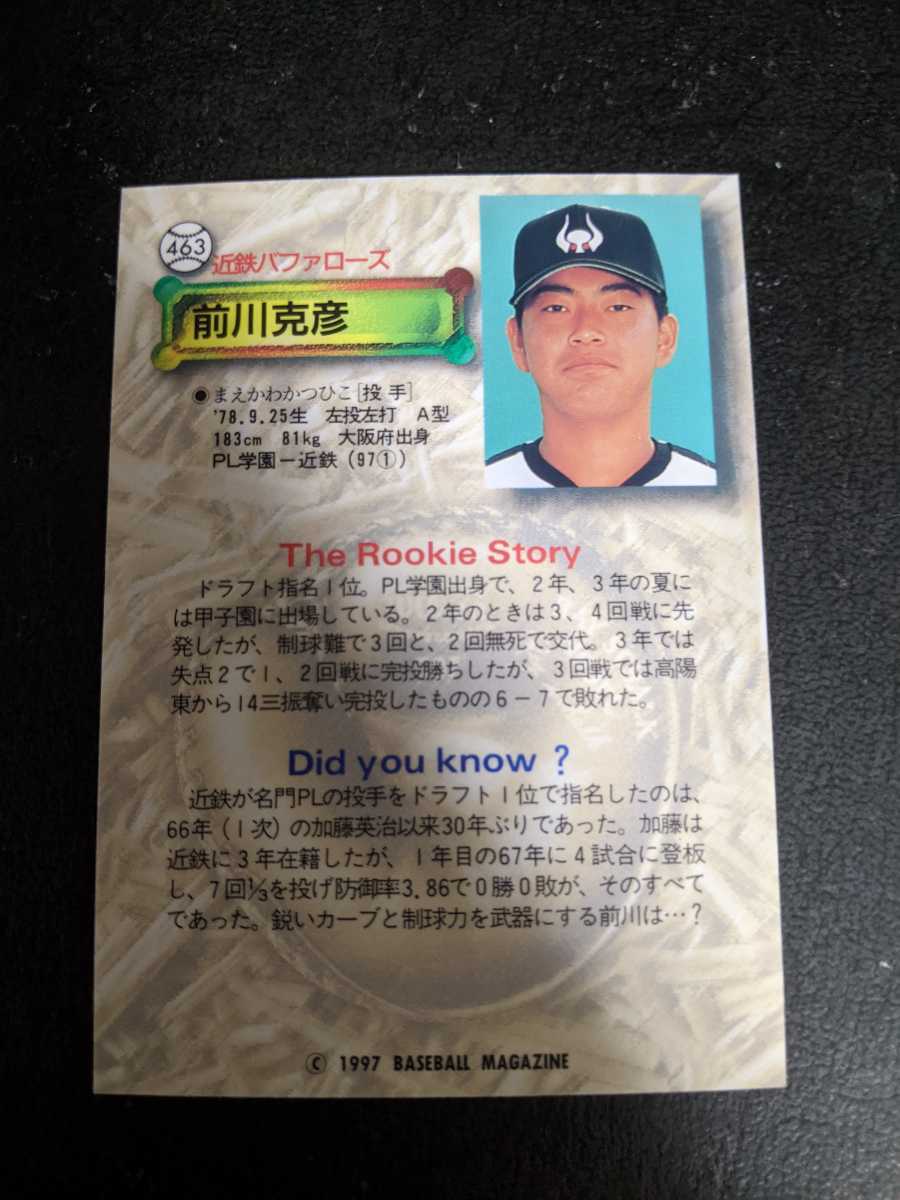 463
近鉄バファローズ
前川克彦
●まえかわかつひこ[投手]
'78.9.25生 左投左打 A型
183cm 81kg 大阪府出身
PL学園－近鉄(97①)
The Rookie Story
ドラフト指名1位。PL学園出身で、2年、3年の夏に
は甲子園に出場している。2年のときは3、4回戦に先
発したが、制球難で3回と、2回無死で交代。3年では
失点2で1、2回戦に完投勝ちしたが、3回戦では高陽
東から14三振奪い完投したものの6－7で敗れた。
Did you know ?
近鉄が名門PLの投手をドラフト1位で指名したのは、
66年(1次)の加藤英治以来30年ぶりであった。加藤は
近鉄に3年在籍したが、1年目の67年に4試合に登板
し、7回⅓を投げ防御率3.86で0勝0敗が、そのすべて
であった。鋭いカーブと制球力を武器にする前川は…?
© 1997 BASEBALL MAGAZINE